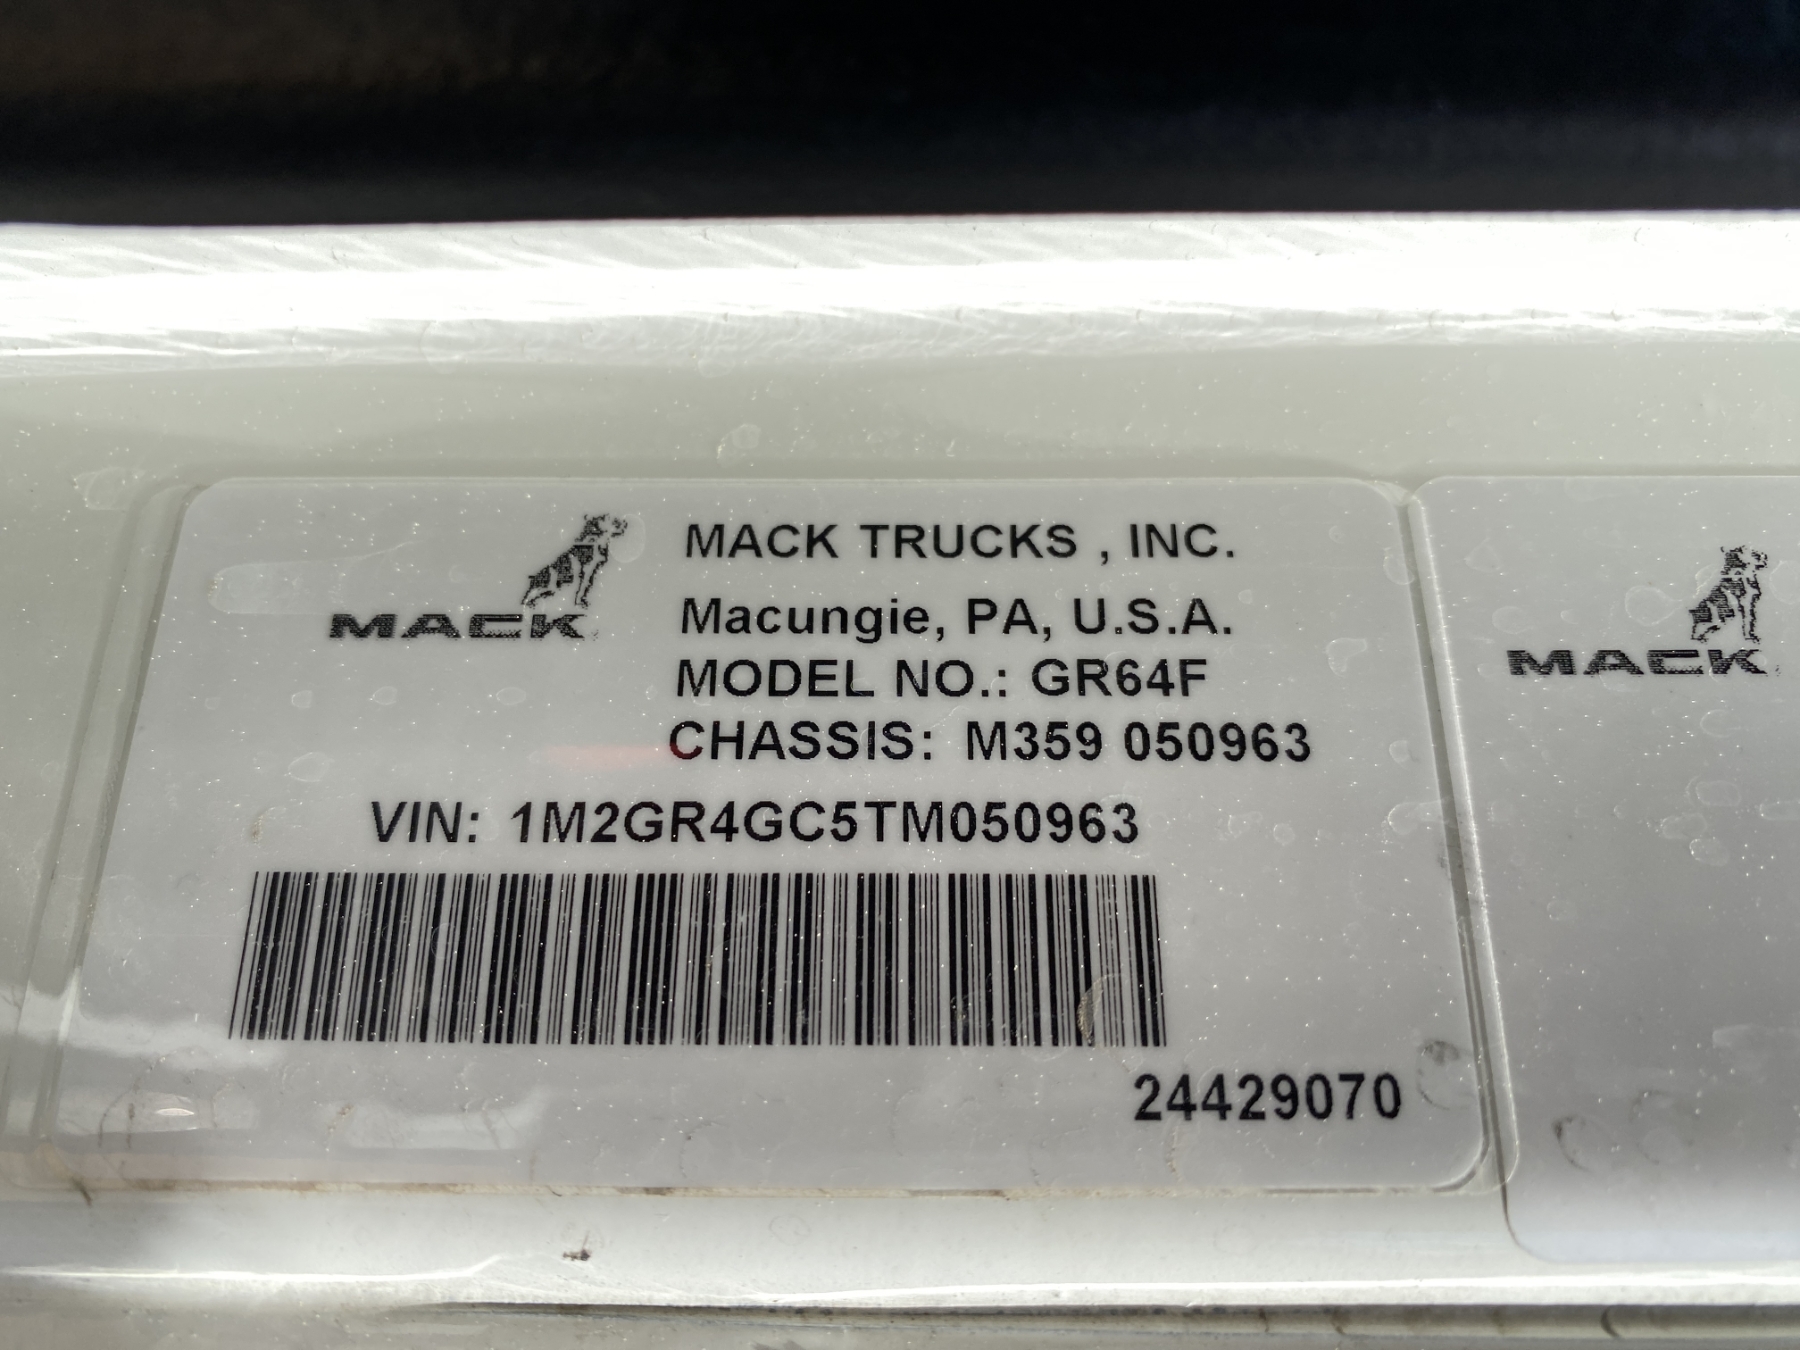 MACK
MACK TRUCKS , INC.
Macungie, PA, U.S.A.
MODEL NO.: GR64F
CHASSIS: M359 050963
VIN: 1M2GR4GC5TM050963
24429070
MACK